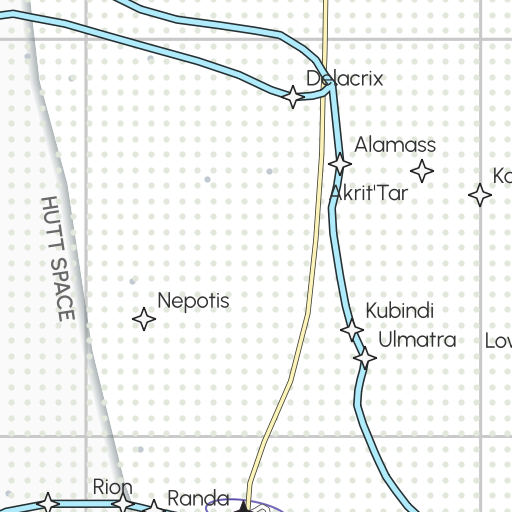 Delacrix
Alamass
Akrit'Tar
HUTT SPACE
Nepotis
Kubindi
Ulmatra
Rion
Randa